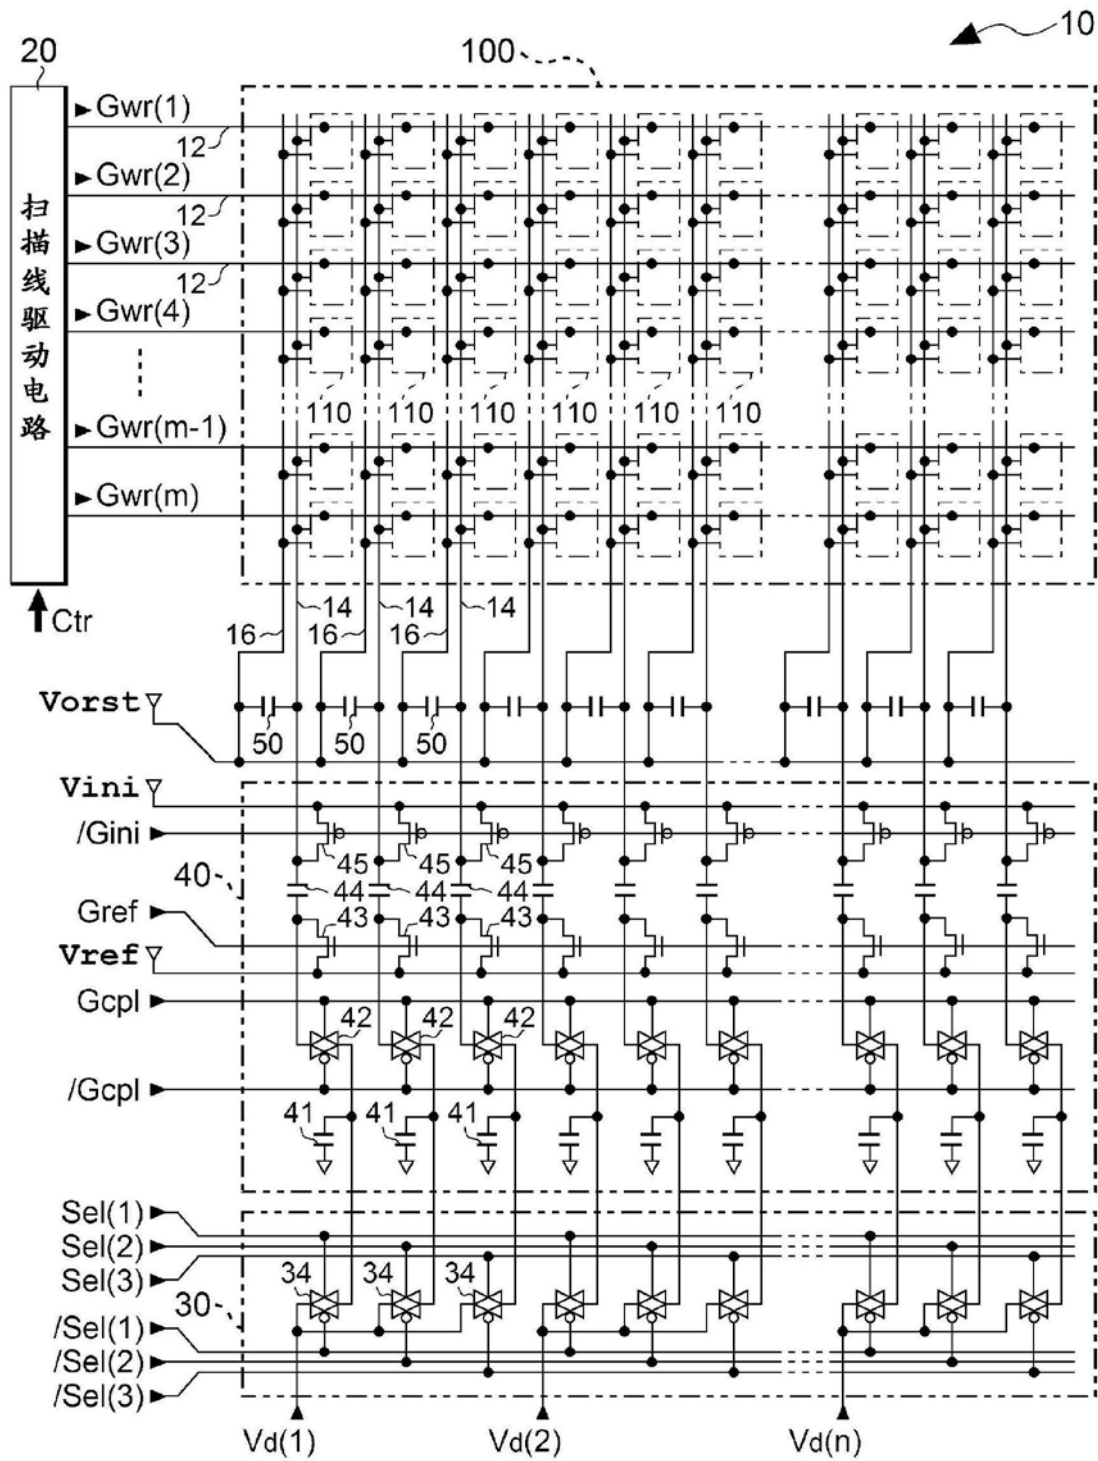 10
20
100
Gwr(1)
12
Gwr(2)
12
Gwr(3)
12
Gwr(4)
扫描线驱动电路
110 110 110 110 110 110
Gwr(m-1)
Gwr(m)
Ctr
14 14 14
16 16 16
Vorst
50 50 50
Vini
/Gini
45 45 45
40
44 44 44
Gref
43 43 43
Vref
Gcpl
42 42 42
/Gcpl
41 41 41
Sel(1)
Sel(2)
Sel(3)
34 34 34
30
/Sel(1)
/Sel(2)
/Sel(3)
Vd(1) Vd(2) Vd(n)